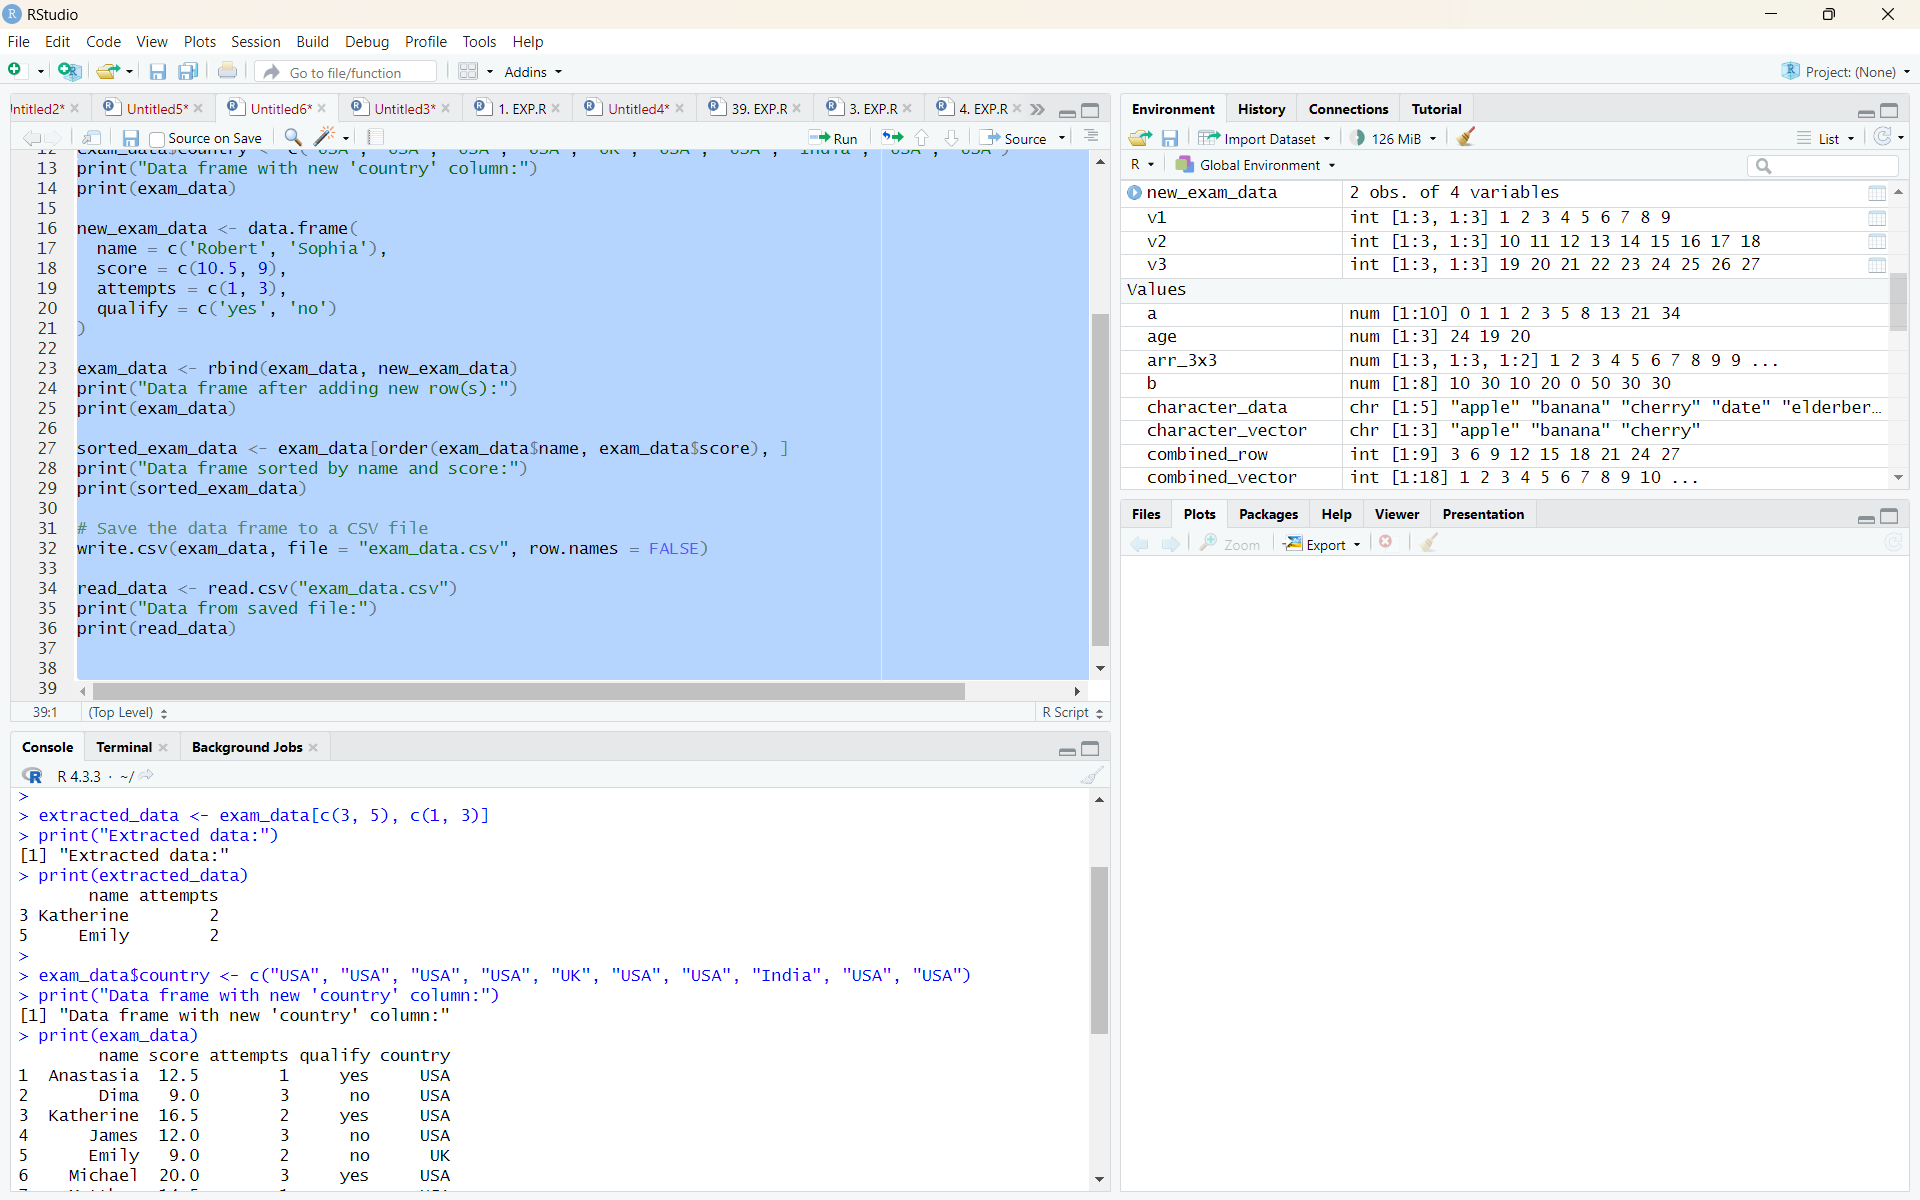 RStudio
File Edit Code View Plots Session Build Debug Profile Tools Help
Go to file/function Addins Project: (None)
ntitled2* Untitled5* Untitled6* Untitled3* 1. EXP.R Untitled4* 39. EXP.R 3. EXP.R 4. EXP.R
Source on Save Run Source
12 exam_data$country <- c("USA", "USA", "USA", "USA", "UK", "USA", "USA", "India", "USA", "USA")
13 print("Data frame with new 'country' column:")
14 print(exam_data)
15
16 new_exam_data <- data.frame(
17 name = c('Robert', 'Sophia'),
18 score = c(10.5, 9),
19 attempts = c(1, 3),
20 qualify = c('yes', 'no')
21 )
22
23 exam_data <- rbind(exam_data, new_exam_data)
24 print("Data frame after adding new row(s):")
25 print(exam_data)
26
27 sorted_exam_data <- exam_data[order(exam_data$name, exam_data$score), ]
28 print("Data frame sorted by name and score:")
29 print(sorted_exam_data)
30
31 # Save the data frame to a CSV file
32 write.csv(exam_data, file = "exam_data.csv", row.names = FALSE)
33
34 read_data <- read.csv("exam_data.csv")
35 print("Data from saved file:")
36 print(read_data)
37
38
39
39:1 (Top Level) R Script
Console Terminal Background Jobs
R 4.3.3 · ~/
>
> extracted_data <- exam_data[c(3, 5), c(1, 3)]
> print("Extracted data:")
[1] "Extracted data:"
> print(extracted_data)
name attempts
3 Katherine 2
5 Emily 2
>
> exam_data$country <- c("USA", "USA", "USA", "USA", "UK", "USA", "USA", "India", "USA", "USA")
> print("Data frame with new 'country' column:")
[1] "Data frame with new 'country' column:"
> print(exam_data)
name score attempts qualify country
1 Anastasia 12.5 1 yes USA
2 Dima 9.0 3 no USA
3 Katherine 16.5 2 yes USA
4 James 12.0 3 no USA
5 Emily 9.0 2 no UK
6 Michael 20.0 3 yes USA
Environment History Connections Tutorial
Import Dataset 126 MiB List
R Global Environment
new_exam_data 2 obs. of 4 variables
v1 int [1:3, 1:3] 1 2 3 4 5 6 7 8 9
v2 int [1:3, 1:3] 10 11 12 13 14 15 16 17 18
v3 int [1:3, 1:3] 19 20 21 22 23 24 25 26 27
Values
a num [1:10] 0 1 1 2 3 5 8 13 21 34
age num [1:3] 24 19 20
arr_3x3 num [1:3, 1:3, 1:2] 1 2 3 4 5 6 7 8 9 9 ...
b num [1:8] 10 30 10 20 0 50 30 30
character_data chr [1:5] "apple" "banana" "cherry" "date" "elderber…
character_vector chr [1:3] "apple" "banana" "cherry"
combined_row int [1:9] 3 6 9 12 15 18 21 24 27
combined_vector int [1:18] 1 2 3 4 5 6 7 8 9 10 ...
Files Plots Packages Help Viewer Presentation
Zoom Export